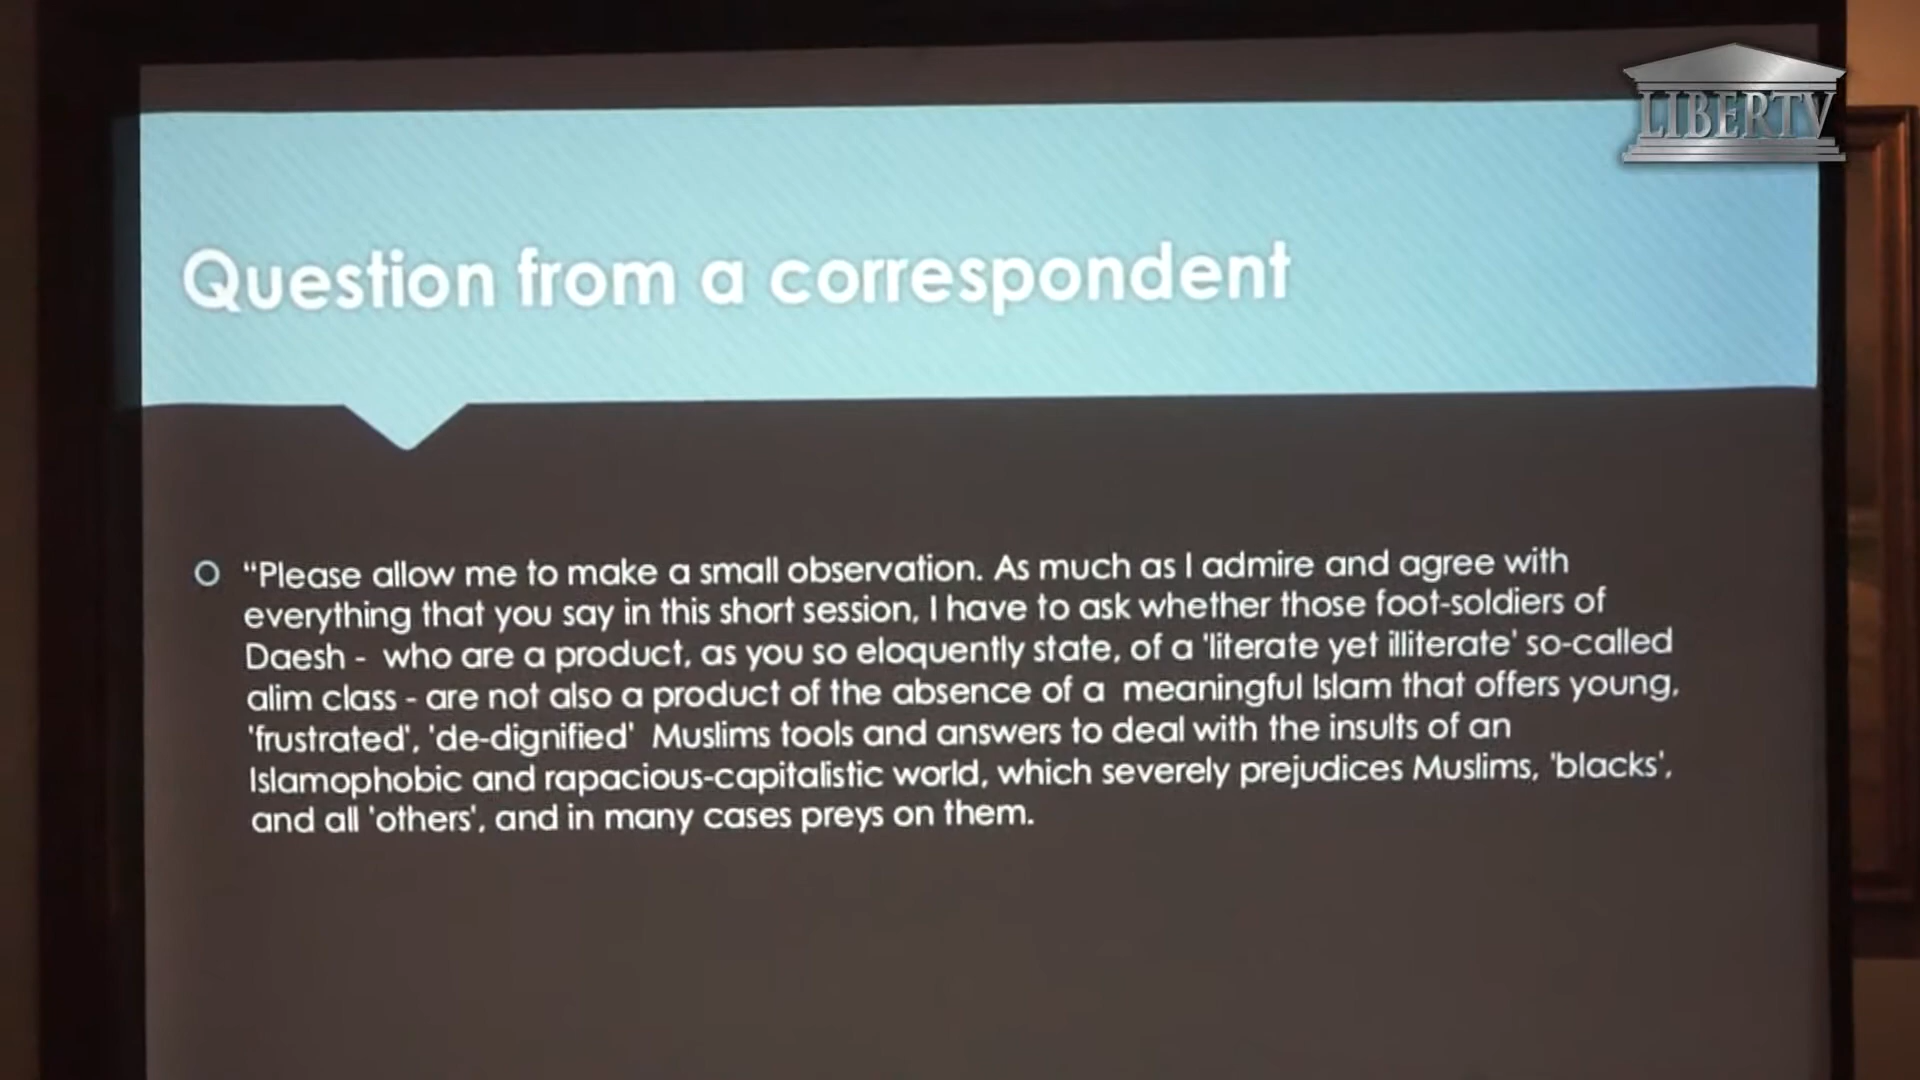 LIBERTV
Question from a correspondent
“Please allow me to make a small observation. As much as I admire and agree with
everything that you say in this short session, I have to ask whether those foot-soldiers of
Daesh - who are a product, as you so eloquently state, of a 'literate yet illiterate' so-called
alim class - are not also a product of the absence of a meaningful Islam that offers young,
'frustrated', 'de-dignified' Muslims tools and answers to deal with the insults of an
Islamophobic and rapacious-capitalistic world, which severely prejudices Muslims, 'blacks',
and all 'others', and in many cases preys on them.